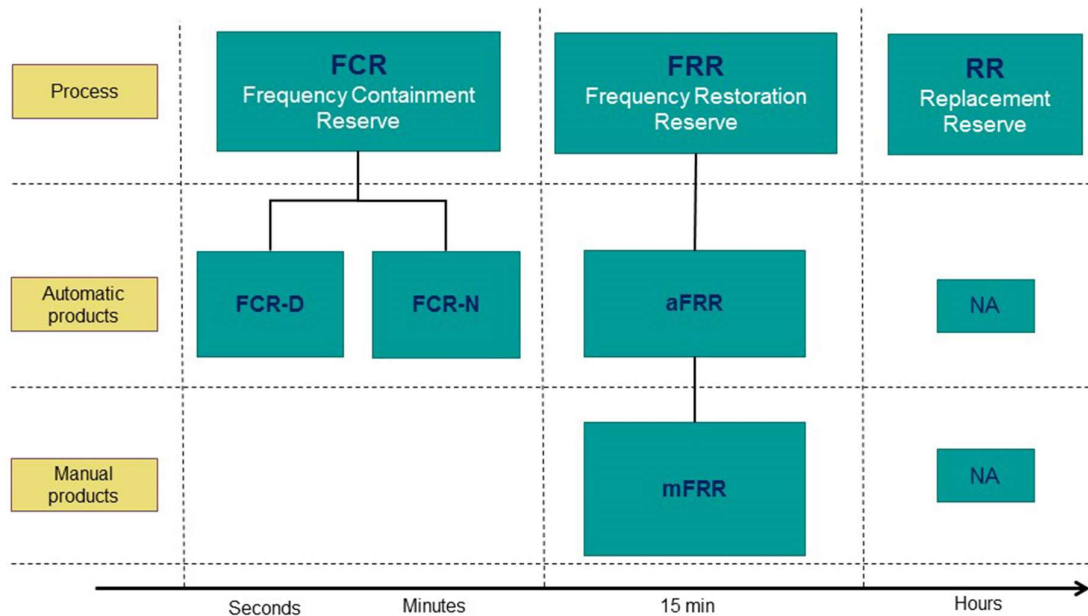 Process
FCR
Frequency Containment
Reserve
FRR
Frequency Restoration
Reserve
RR
Replacement
Reserve
Automatic
products
FCR-D
FCR-N
aFRR
NA
Manual
products
mFRR
NA
Seconds
Minutes
15 min
Hours